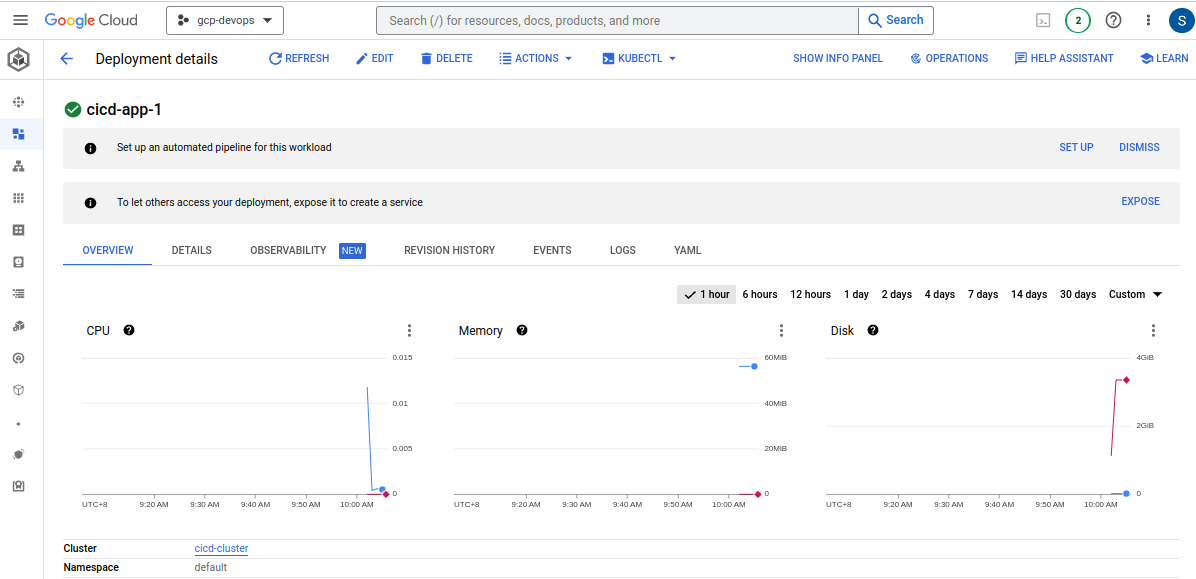 Google Cloud
gcp-devops
Search (/) for resources, docs, products, and more
Search
2
S
Deployment details
REFRESH
EDIT
DELETE
ACTIONS
KUBECTL
SHOW INFO PANEL
OPERATIONS
HELP ASSISTANT
LEARN
cicd-app-1
Set up an automated pipeline for this workload
SET UP
DISMISS
To let others access your deployment, expose it to create a service
EXPOSE
OVERVIEW
DETAILS
OBSERVABILITY
NEW
REVISION HISTORY
EVENTS
LOGS
YAML
1 hour
6 hours
12 hours
1 day
2 days
4 days
7 days
14 days
30 days
Custom
CPU
0.015
0.01
0.005
0
UTC+8
9:20 AM
9:30 AM
9:40 AM
9:50 AM
10:00 AM
Memory
60MiB
40MiB
20MiB
0
UTC+8
9:20 AM
9:30 AM
9:40 AM
9:50 AM
10:00 AM
Disk
4GiB
2GiB
0
UTC+8
9:20 AM
9:30 AM
9:40 AM
9:50 AM
10:00 AM
Cluster
cicd-cluster
Namespace
default